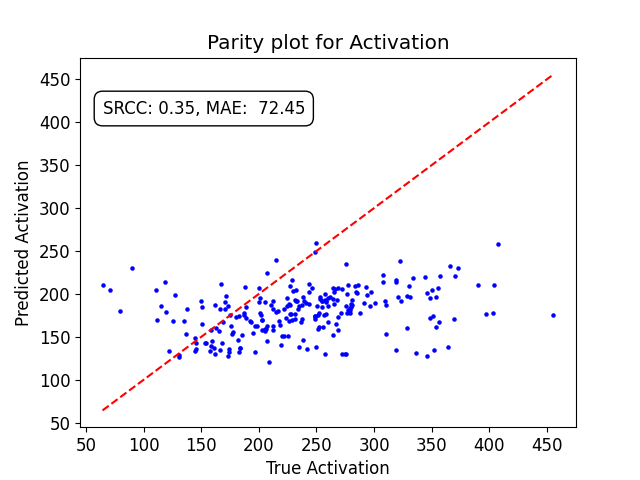 Parity plot for Activation
SRCC: 0.35, MAE:  72.45
Predicted Activation
450
400
350
300
250
200
150
100
50
50 100 150 200 250 300 350 400 450
True Activation